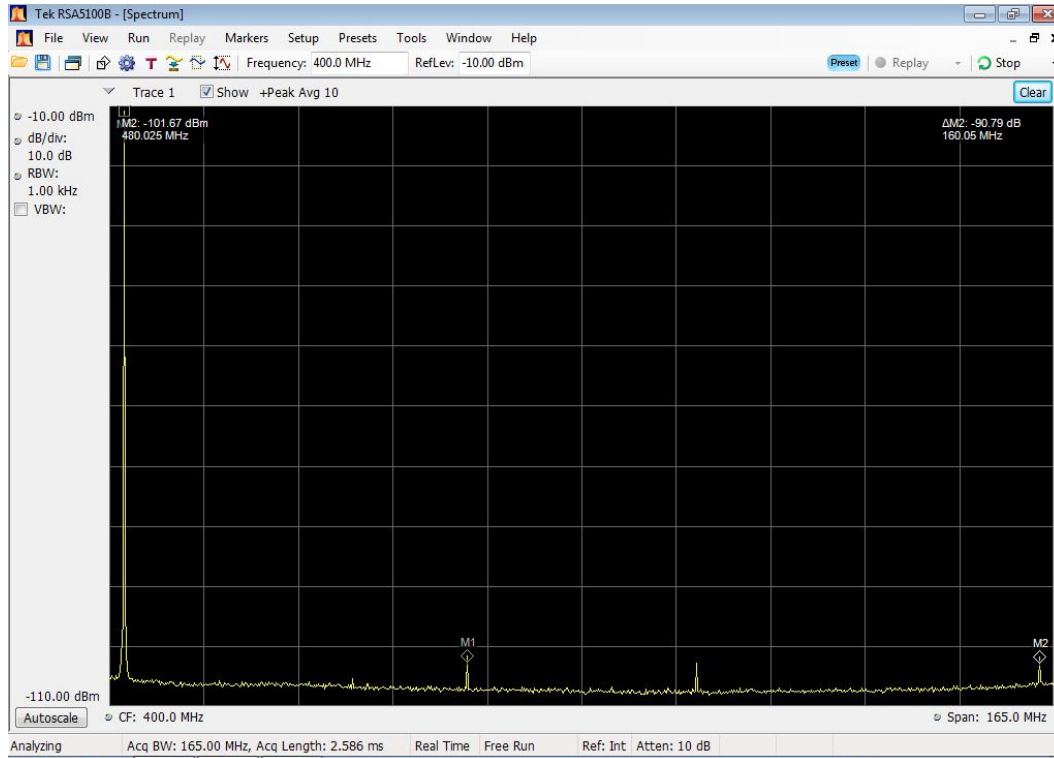 Tek RSA5100B - [Spectrum]
File View Run Replay Markers Setup Presets Tools Window Help
T Frequency: 400.0 MHz RefLev: -10.00 dBm Preset Replay Stop
Trace 1 Show +Peak Avg 10 Clear
-10.00 dBm
dB/div:
10.0 dB
RBW:
1.00 kHz
VBW:
M2: -101.67 dBm
480.025 MHz
ΔM2: -90.79 dB
160.05 MHz
M1
M2
-110.00 dBm
Autoscale CF: 400.0 MHz Span: 165.0 MHz
Analyzing Acq BW: 165.00 MHz, Acq Length: 2.586 ms Real Time Free Run Ref: Int Atten: 10 dB